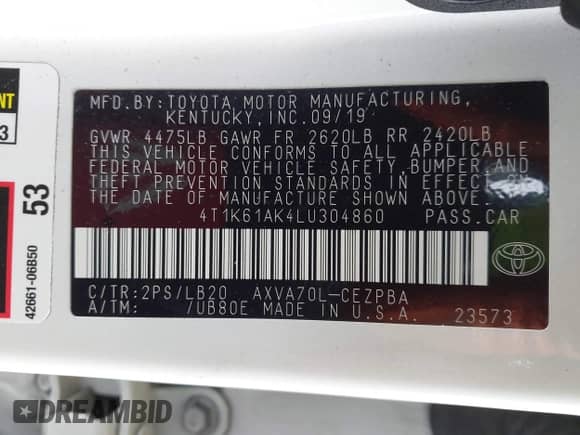 MFD.BY:TOYOTA MOTOR MANUFACTURING,
KENTUCKY,INC.09/19
GVWR 4475LB GAWR FR 2620LB RR 2420LB
THIS VEHICLE CONFORMS TO ALL APPLICABLE
FEDERAL MOTOR VEHICLE SAFETY,BUMPER,AND
THEFT PREVENTION STANDARDS IN EFFECT ON
THE DATE OF MANUFACTURE SHOWN ABOVE.
4T1K61AK4LU304860 PASS.CAR
C/TR:2PS/LB20 AXVA70L-CEZPBA
A/TM: /UB80E MADE IN U.S.A. 23573
3
53
42661-06B50
DREAMBID